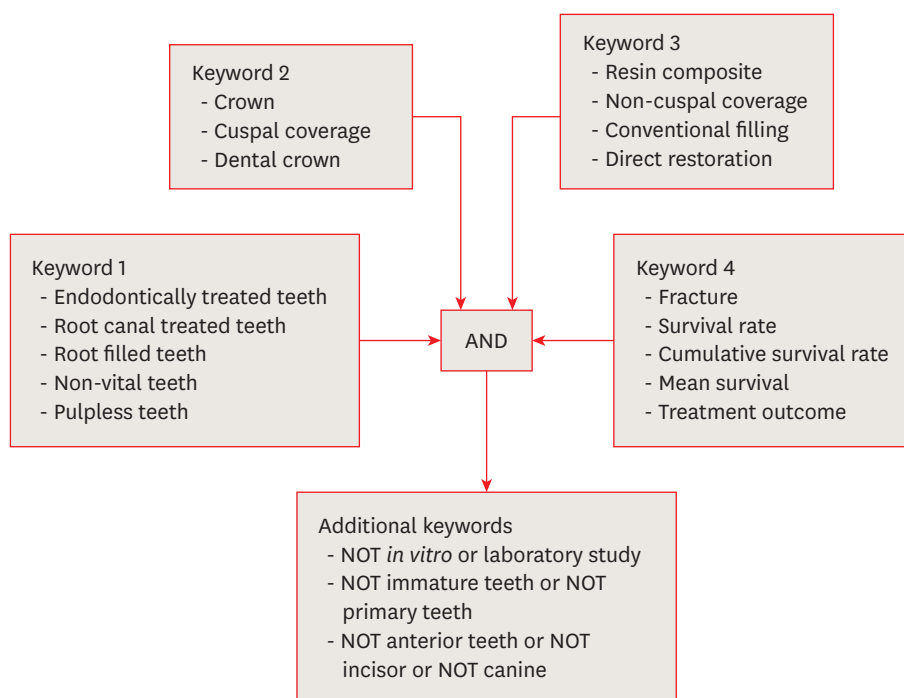 Keyword 2
- Crown
- Cuspal coverage
- Dental crown
Keyword 3
- Resin composite
- Non-cuspal coverage
- Conventional filling
- Direct restoration
Keyword 1
- Endodontically treated teeth
- Root canal treated teeth
- Root filled teeth
- Non-vital teeth
- Pulpless teeth
AND
Keyword 4
- Fracture
- Survival rate
- Cumulative survival rate
- Mean survival
- Treatment outcome
Additional keywords
- NOT in vitro or laboratory study
- NOT immature teeth or NOT
primary teeth
- NOT anterior teeth or NOT
incisor or NOT canine